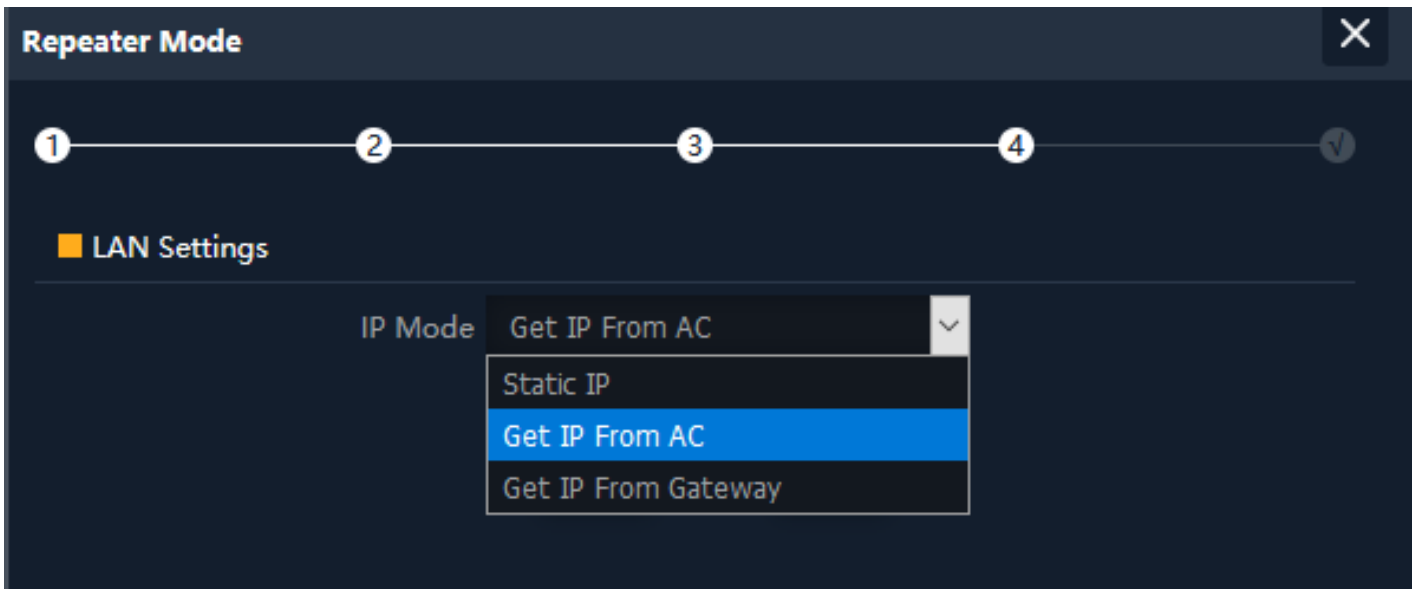 Repeater Mode
1 2 3 4 √
LAN Settings
IP Mode Get IP From AC
Static IP
Get IP From AC
Get IP From Gateway